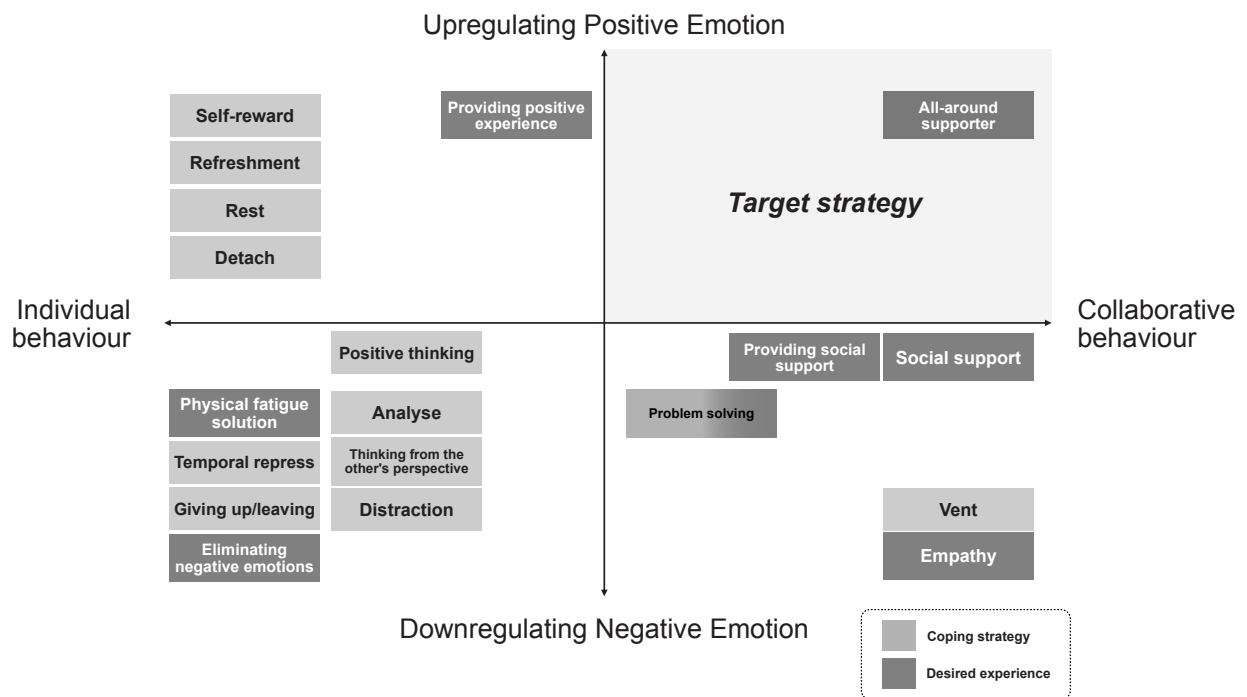 Upregulating Positive Emotion
Self-reward
Providing positive
experience
All-around
supporter
Refreshment
Rest
Target strategy
Detach
Individual
behaviour
Collaborative
behaviour
Positive thinking
Providing social
support
Social support
Physical fatigue
solution
Analyse
Problem solving
Temporal repress
Thinking from the
other's perspective
Giving up/leaving
Distraction
Vent
Eliminating
negative emotions
Empathy
Downregulating Negative Emotion
Coping strategy
Desired experience